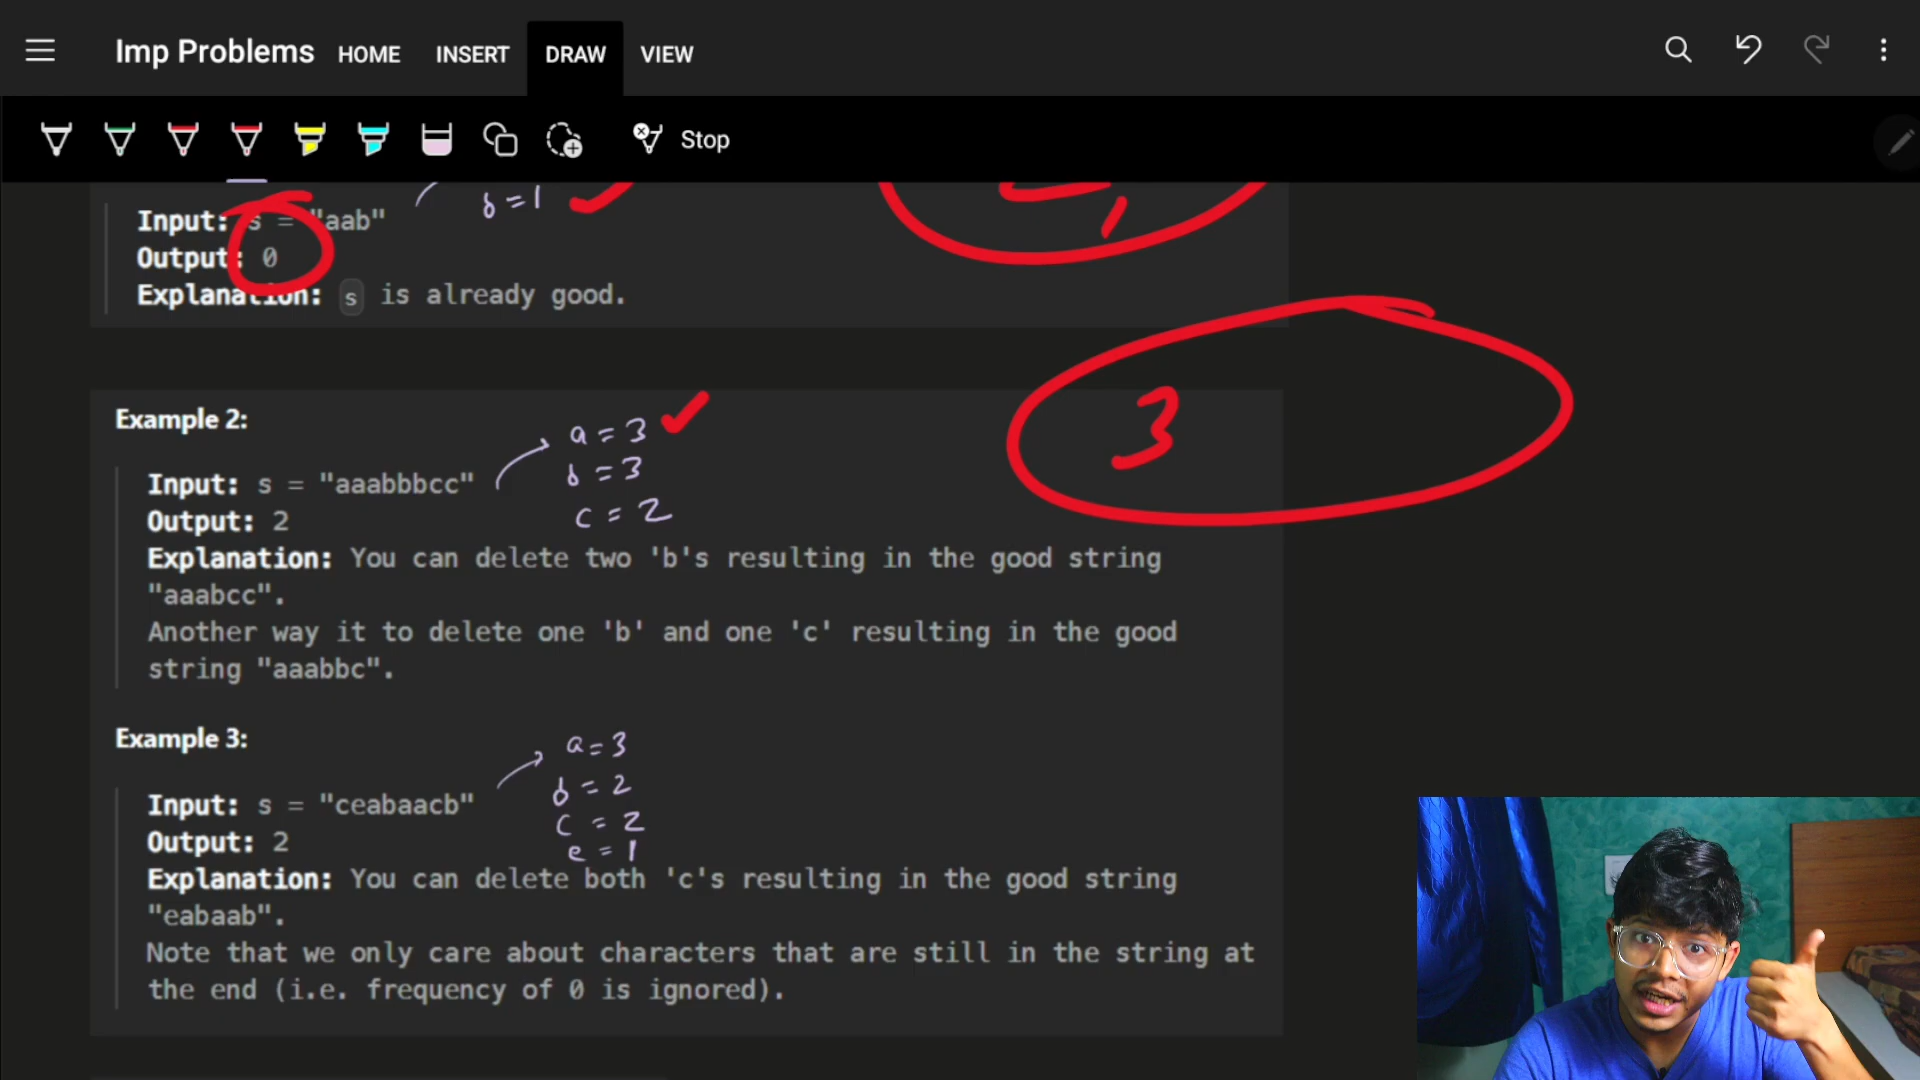 Imp Problems HOME INSERT DRAW VIEW
Stop
b=1
Input: s = "aab"
Output: 0
Explanation: s is already good.
3
Example 2:
a=3
Input: s = "aaabbbcc"
b=3
c=2
Output: 2
Explanation: You can delete two 'b's resulting in the good string
"aaabcc".
Another way it to delete one 'b' and one 'c' resulting in the good
string "aaabbc".
Example 3:
a=3
b=2
Input: s = "ceabaacb"
c=2
Output: 2
e=1
Explanation: You can delete both 'c's resulting in the good string
"eabaab".
Note that we only care about characters that are still in the string at
the end (i.e. frequency of 0 is ignored).